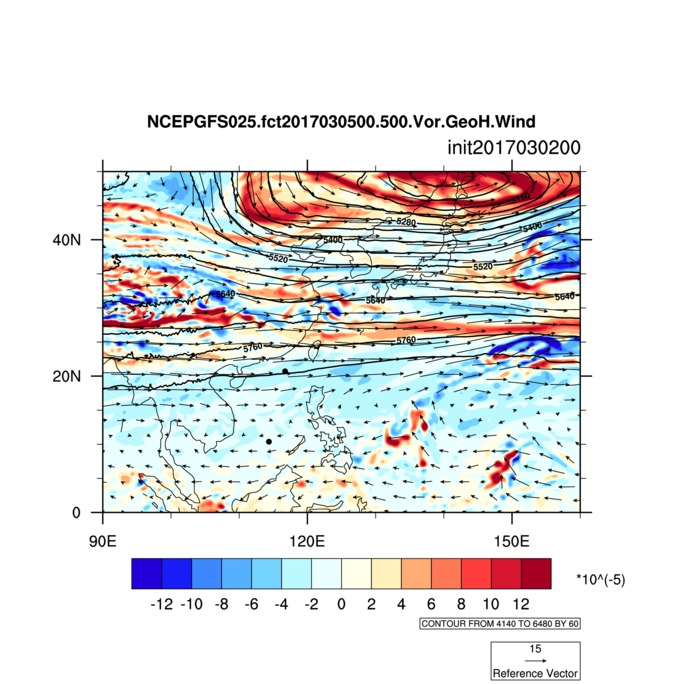 NCEPGFS025.fct2017030500.500.Vor.GeoH.Wind
init2017030200
5280
5400
5400
5520
5520
5640
5640
5640
5760
5760
40N
20N
0
90E 120E 150E
-12 -10 -8 -6 -4 -2 0 2 4 6 8 10 12
*10^(-5)
CONTOUR FROM 4140 TO 6480 BY 60
15
Reference Vector